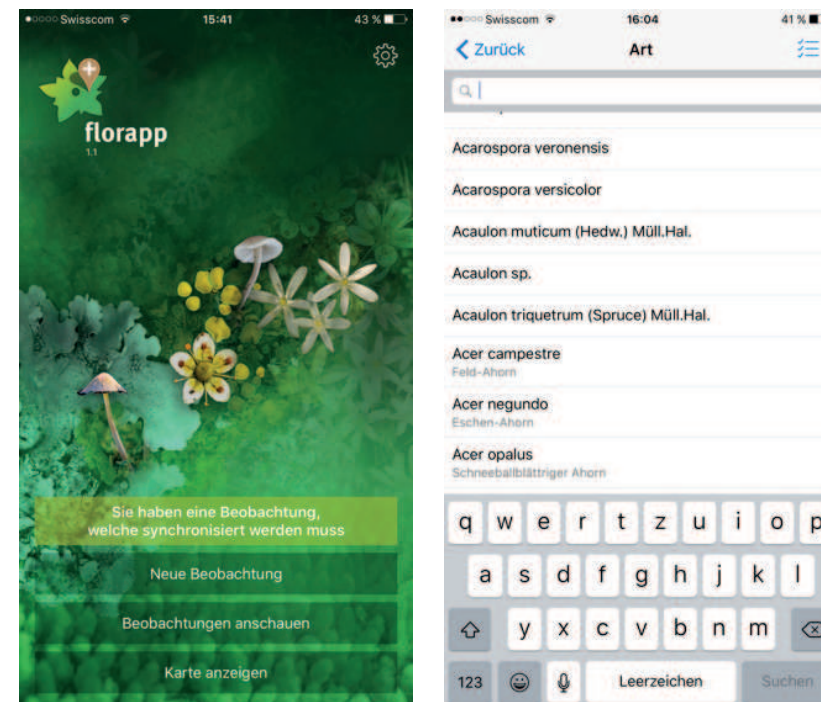 Swisscom 15:41 43 %
florapp
1.1
Sie haben eine Beobachtung,
welche synchronisiert werden muss
Neue Beobachtung
Beobachtungen anschauen
Karte anzeigen
Swisscom 16:04 41 %
Zurück Art
Acarospora veronensis
Acarospora versicolor
Acaulon muticum (Hedw.) Müll.Hal.
Acaulon sp.
Acaulon triquetrum (Spruce) Müll.Hal.
Acer campestre
Feld-Ahorn
Acer negundo
Eschen-Ahorn
Acer opalus
Schneeballblättriger Ahorn
q w e r t z u i o p
a s d f g h j k l
y x c v b n m
123 Leerzeichen Suchen